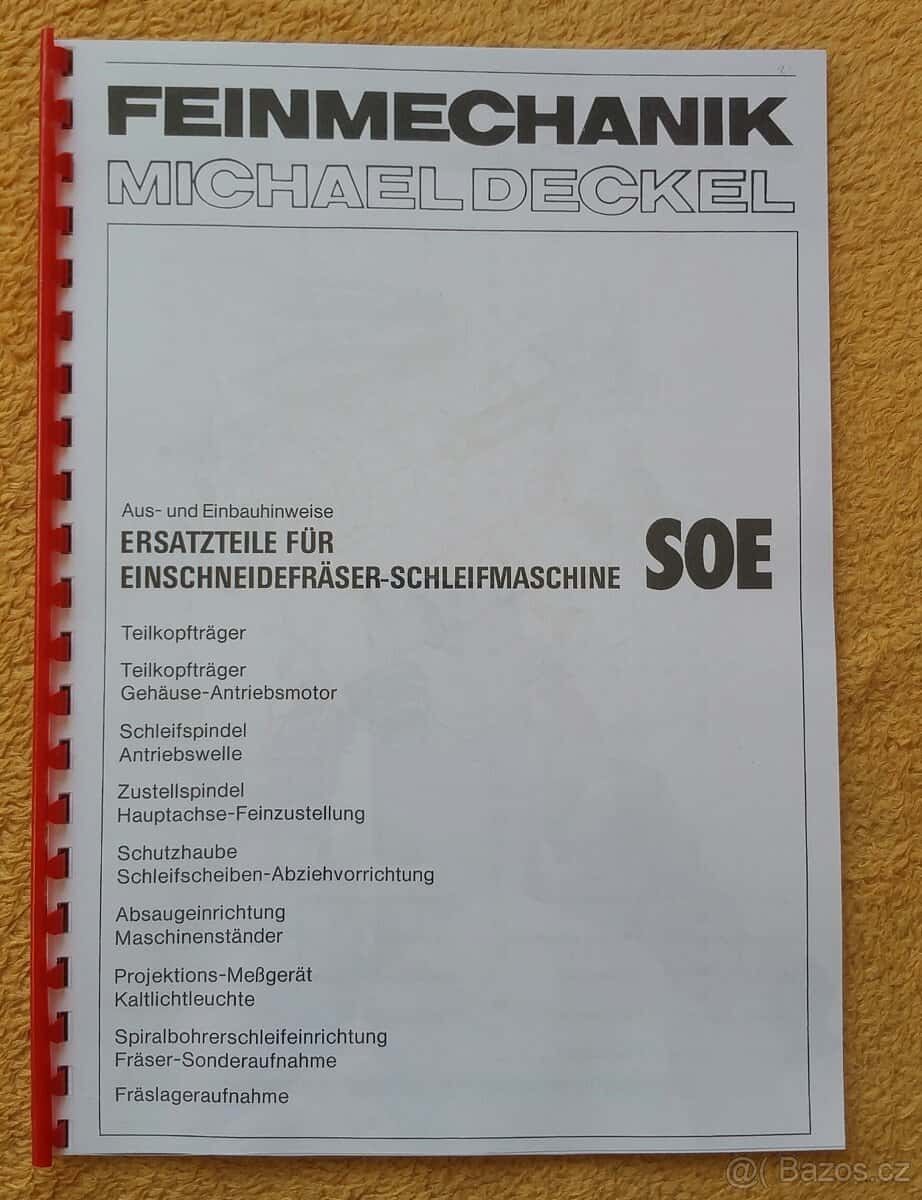 FEINMECHANIK
MICHAEL DECKEL
Aus- und Einbauhinweise
ERSATZTEILE FÜR
EINSCHNEIDEFRÄSER-SCHLEIFMASCHINE SOE
Teilkopfträger
Teilkopfträger
Gehäuse-Antriebsmotor
Schleifspindel
Antriebswelle
Zustellspindel
Hauptachse-Feinzustellung
Schutzhaube
Schleifscheiben-Abziehvorrichtung
Absaugeinrichtung
Maschinenständer
Projektions-Meßgerät
Kaltlichtleuchte
Spiralbohrerschleifeinrichtung
Fräser-Sonderaufnahme
Fräslageraufnahme
@( Bazos.cz